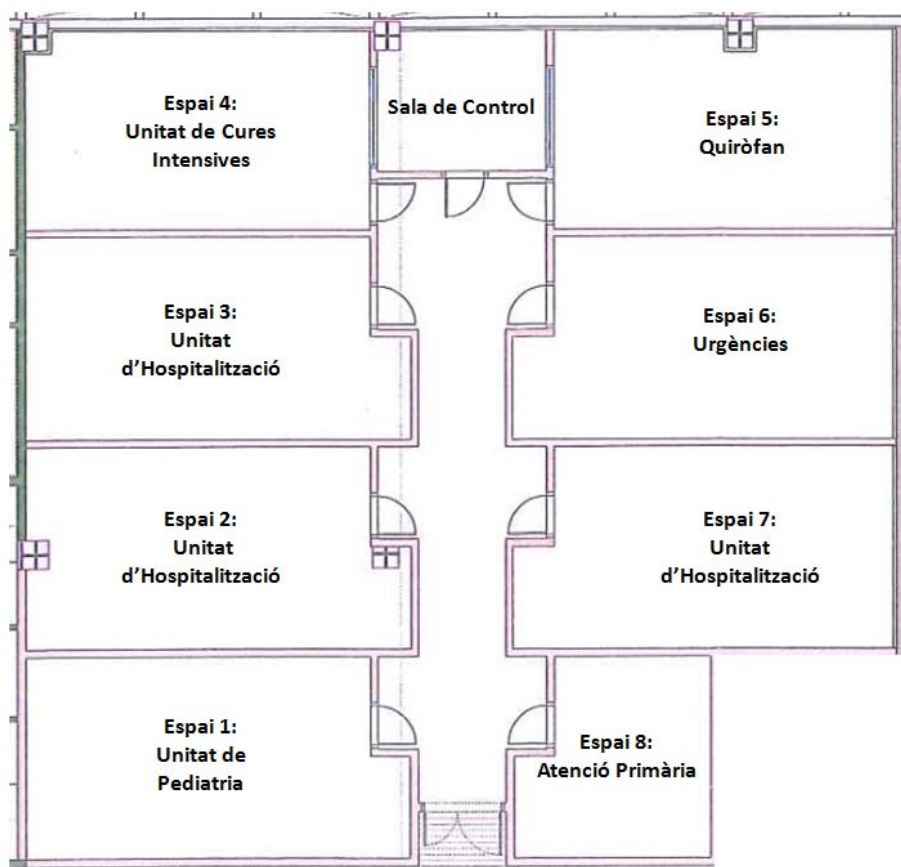 Espai 4:
Unitat de Cures
Intensives
Sala de Control
Espai 5:
Quiròfan
Espai 3:
Unitat
d’Hospitalització
Espai 6:
Urgències
Espai 2:
Unitat
d’Hospitalització
Espai 7:
Unitat
d’Hospitalització
Espai 1:
Unitat de
Pediatria
Espai 8:
Atenció Primària